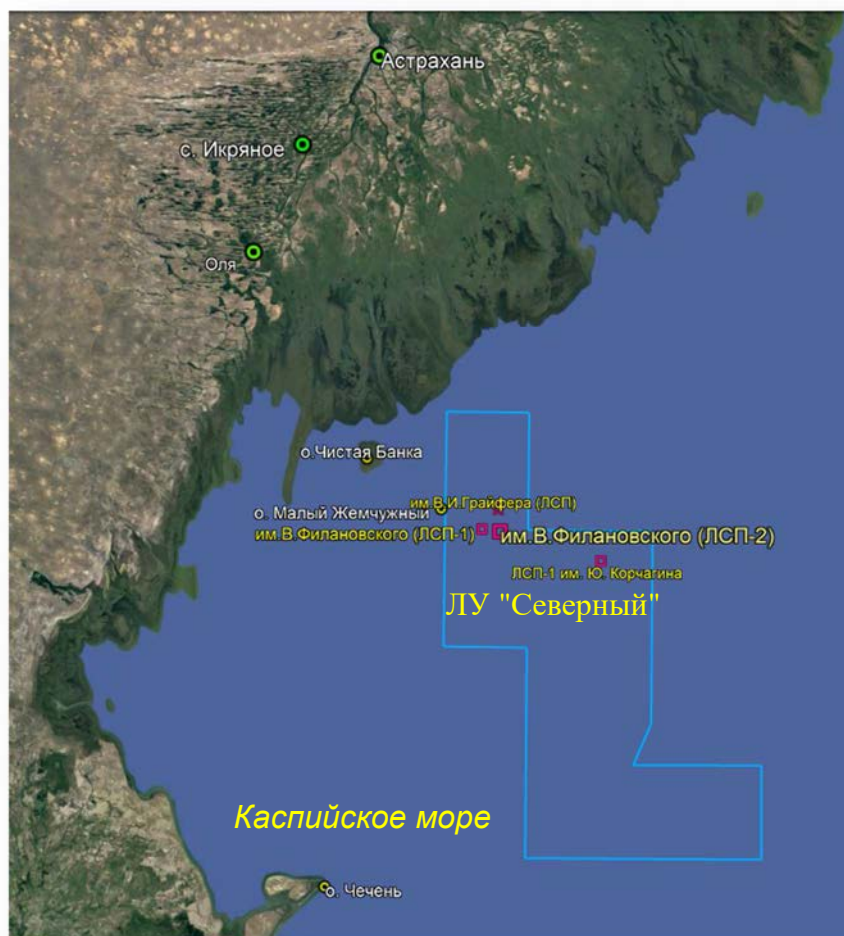 Астрахань
с. Икряное
Оля
о.Чистая Банка
им.В.И.Грайфера (ЛСП)
о. Малый Жемчужный
им.В.Филановского (ЛСП-1)
им.В.Филановского (ЛСП-2)
ЛСП-1 им. Ю. Корчагина
ЛУ "Северный"
Каспийское море
о. Чечень